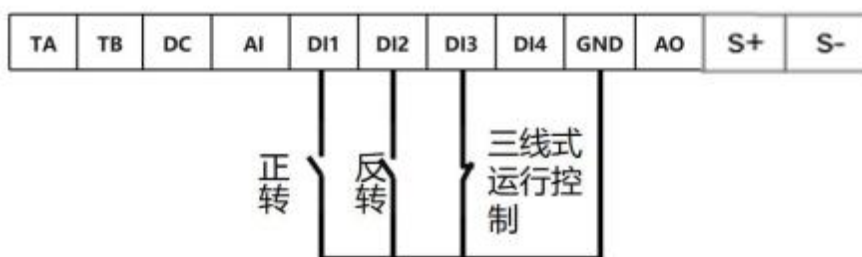 TA TB DC AI DI1 DI2 DI3 DI4 GND AO S+ S-
正转
反转
三线式
运行控
制